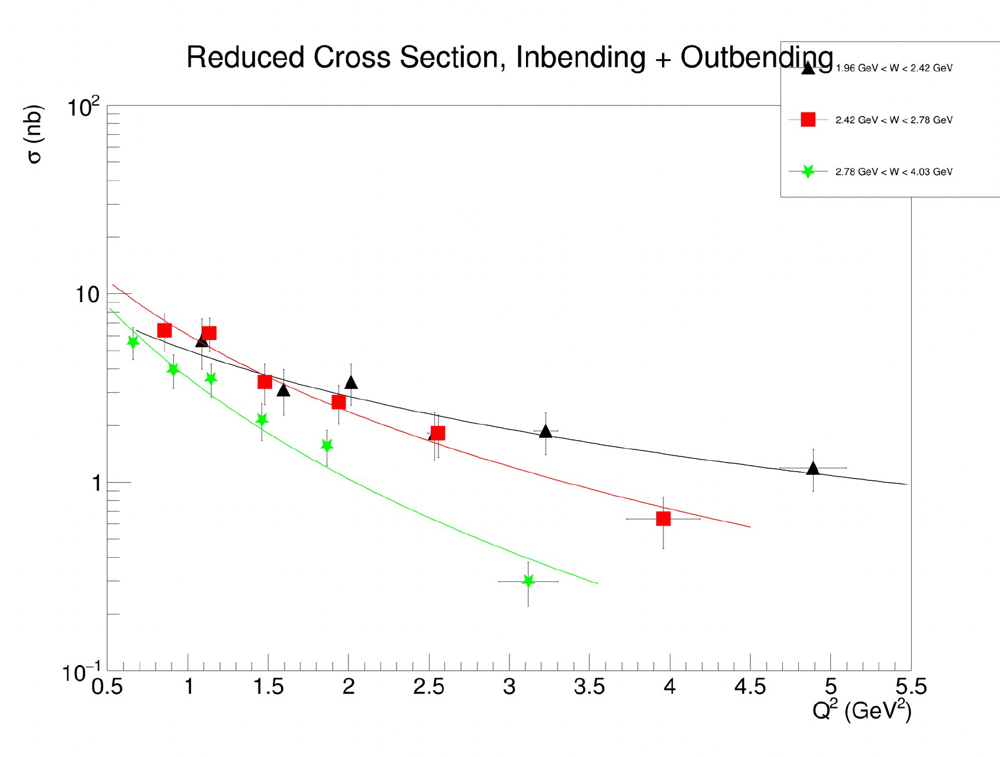 Reduced Cross Section, Inbending + Outbending
1.96 GeV < W < 2.42 GeV
2.42 GeV < W < 2.78 GeV
2.78 GeV < W < 4.03 GeV
σ (nb)
10²
10
1
10⁻¹
0.5 1 1.5 2 2.5 3 3.5 4 4.5 5 5.5
Q² (GeV²)